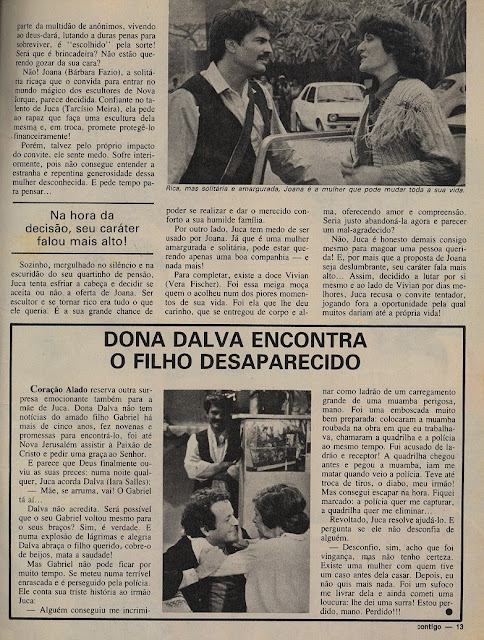 parte da multidão de anônimos, vivendo
ao deus-dará, lutando a duras penas para
sobreviver, é "escolhido" pela sorte!
Será que é brincadeira? Não estão que-
rendo gozar da sua cara?
Não! Joana (Bárbara Fazio), a solitá-
ria ricaça que o convida para entrar no
mundo mágico dos escultores de Nova
Iorque, parece decidida. Confiante no ta-
lento de Juca (Tarcísio Meira), ela pede
ao rapaz que faça uma escultura dela
mesma e, em troca, promete protegê-lo
financeiramente!
Porém, talvez pelo próprio impacto
do convite, ele sente medo. Sofre interi-
ormente, pois não consegue entender a
estranha e repentina generosidade dessa
mulher desconhecida. E pede tempo pa-
ra pensar...
Rica, mas solitária e amargurada, Joana é a mulher que pode mudar toda a sua vida.
Na hora da
decisão, seu caráter
falou mais alto!
Sozinho, mergulhado no silêncio e na
escuridão do seu quartinho de pensão,
Juca tenta esfriar a cabeça e decidir se
aceita ou não a oferta de Joana. Ser
escultor e se tornar rico era tudo o que
ele queria. É a sua grande chance de
poder se realizar e dar o merecido con-
forto a sua humilde família.
Por outro lado, Juca tem medo de ser
usado por Joana. Já que é uma mulher
amargurada e solitária, pode estar que-
rendo apenas uma boa companhia — e
nada mais!
Para completar, existe a doce Vivian
(Vera Fischer). Foi essa meiga moça
quem o acolheu num dos piores momen-
tos de sua vida. Foi ela que lhe deu
carinho, que se entregou de corpo e al-
ma, oferecendo amor e compreensão.
Seria justo abandoná-la agora e parecer
um mal-agradecido?
Não, Juca é honesto demais consigo
mesmo para magoar uma pessoa queri-
da! E, por mais que a proposta de Joana
seja deslumbrante, seu caráter fala mais
alto... Assim, decidido a lutar por si
mesmo e ao lado de Vivian por dias me-
lhores, Juca recusa o convite tentador,
jogando fora a oportunidade pela qual
muitos dariam até a própria vida!
DONA DALVA ENCONTRA
O FILHO DESAPARECIDO
Coração Alado reserva outra sur-
presa emocionante também para a
mãe de Juca. Dona Dalva não tem
notícias do amado filho Gabriel há
mais de cinco anos, fez novenas e
promessas para encontrá-lo, foi até
Nova Jerusalém assistir à Paixão de
Cristo e pedir uma graça ao Senhor.
E parece que Deus finalmente ou-
viu as suas preces: numa noite qual-
quer, Juca acorda Dalva (Iara Salles):
— Mãe, se arruma, vai! O Gabriel
tá aí...
Dalva não acredita. Será possível
que o seu Gabriel voltou mesmo para
o seus braços? Sim, é verdade. E
numa explosão de lágrimas e alegria
Dalva abraça o filho querido, cobre-o
de beijos, mata a saudade!
Mas Gabriel não pode ficar por
muito tempo. Se meteu numa terrível
enrascada e é perseguido pela polícia.
Ele conta sua triste história ao irmão
Juca:
— Alguém conseguiu me incrimi-
nar como ladrão de um carregamento
grande de uma muamba perigosa,
mano. Foi uma emboscada muito
bem preparada: colocaram a muamba
roubada na obra em que eu trabalha-
va, chamaram a quadrilha e a polícia
ao mesmo tempo. Fui acusado de la-
drão e receptor! A quadrilha chegou
antes e pegou a muamba, iam me
matar quando veio a polícia. Teve até
troca de tiros, o diabo, meu irmão!
Mas consegui escapar na hora. Fiquei
marcado: a polícia quer me capturar,
a quadrilha quer me eliminar...
Revoltado, Juca resolve ajudá-lo. E
pergunta se ele não desconfia de
alguém.
— Desconfio, sim, acho que foi
vingança, mas não tenho certeza.
Existe uma mulher com quem tive
um caso antes dela casar. Depois, eu
não quis mais nada. Foi um sufoco
me livrar dela e ainda cometi uma
loucura: lhe dei uma surra! Estou per-
dido, mano. Perdido!!!
contigo — 13